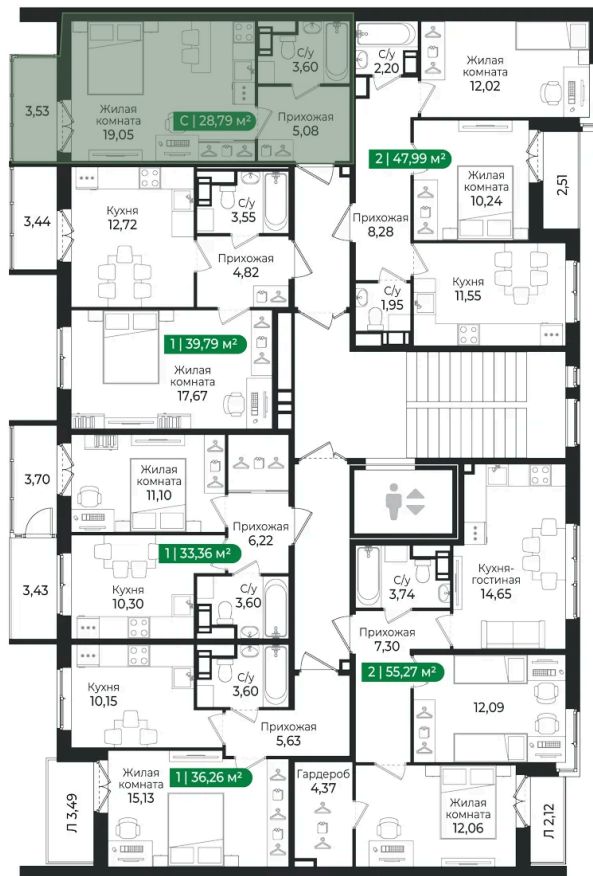 3,53
Жилая
комната
19,05
С/у
3,60
С | 28,79 м²
Прихожая
5,08
С/у
2,20
Жилая
комната
12,02
2 | 47,99 м²
Жилая
комната
10,24
2,51
3,44
Кухня
12,72
С/у
3,55
Прихожая
4,82
Прихожая
8,28
С/у
1,95
Кухня
11,55
1 | 39,79 м²
Жилая
комната
17,67
3,70
Жилая
комната
11,10
Прихожая
6,22
1 | 33,36 м²
3,43
Кухня
10,30
С/у
3,60
С/у
3,74
Кухня-
гостиная
14,65
Прихожая
7,30
2 | 55,27 м²
12,09
Кухня
10,15
С/у
3,60
Прихожая
5,63
Л 3,49
Жилая
комната
15,13
1 | 36,26 м²
Гардероб
4,37
Жилая
комната
12,06
Л 2,12